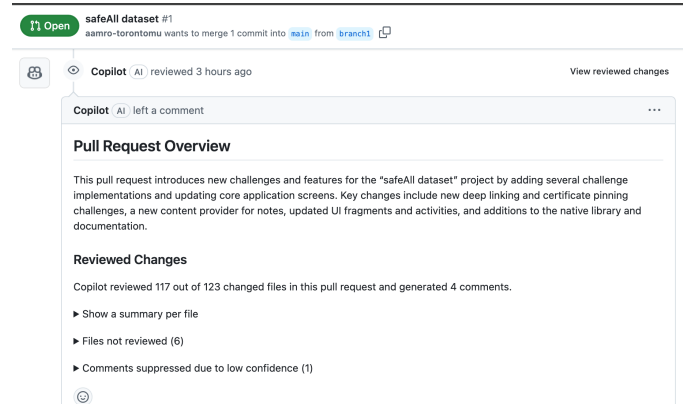 Open
safeAll dataset #1
aamro-torontomu wants to merge 1 commit into main from branch1
Copilot AI reviewed 3 hours ago
View reviewed changes
Copilot AI left a comment
...
Pull Request Overview
This pull request introduces new challenges and features for the “safeAll dataset” project by adding several challenge
implementations and updating core application screens. Key changes include new deep linking and certificate pinning
challenges, a new content provider for notes, updated UI fragments and activities, and additions to the native library and
documentation.
Reviewed Changes
Copilot reviewed 117 out of 123 changed files in this pull request and generated 4 comments.
▶ Show a summary per file
▶ Files not reviewed (6)
▶ Comments suppressed due to low confidence (1)